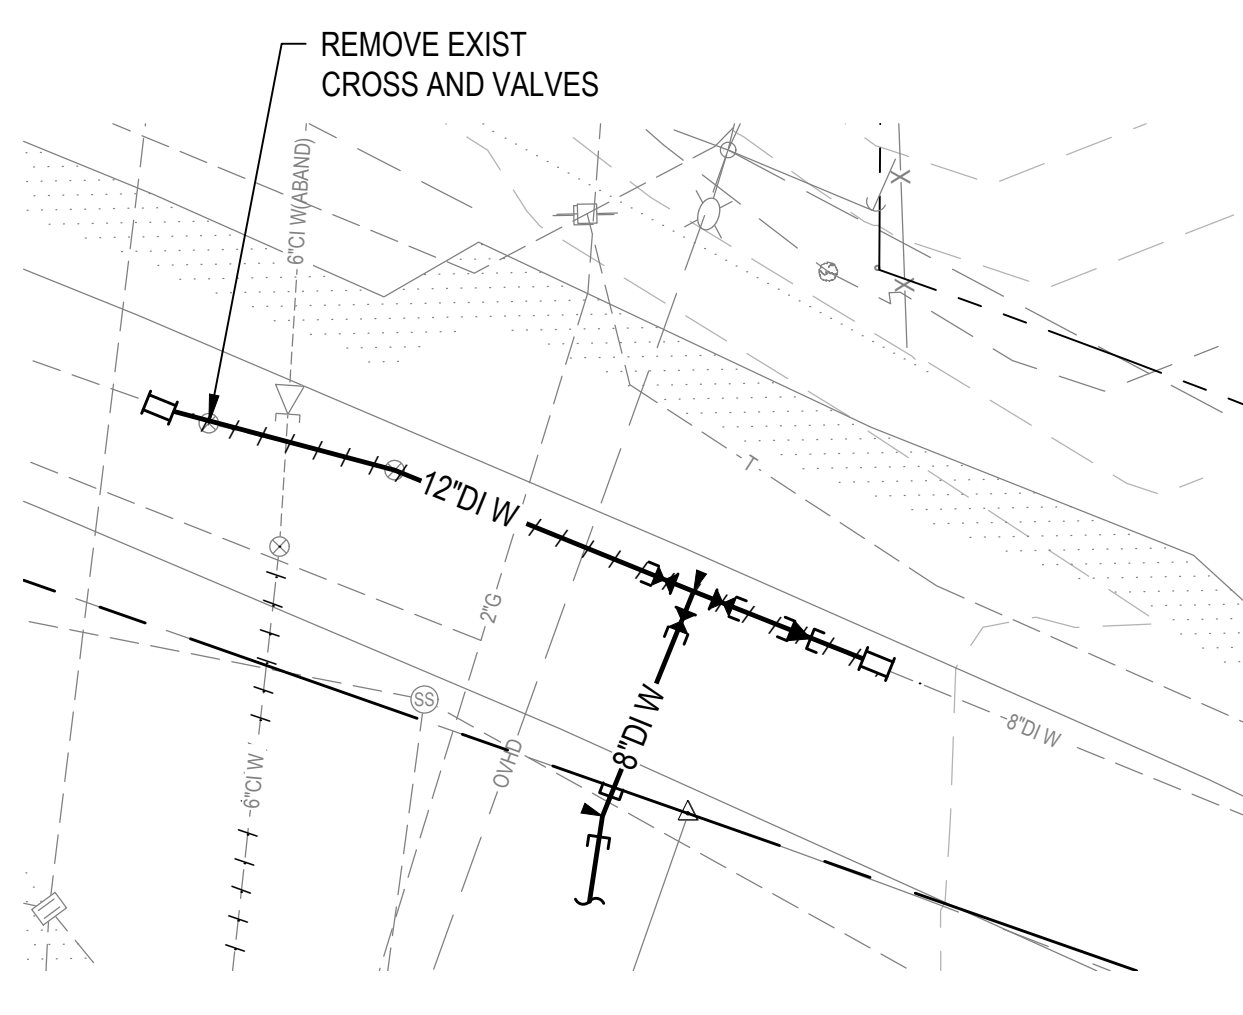 REMOVE EXIST
CROSS AND VALVES
6"CI W(ABAND)
X
X
T
12"DI W
2"G
SS
8"DI W
8"DI W
OVHD
6"CI W